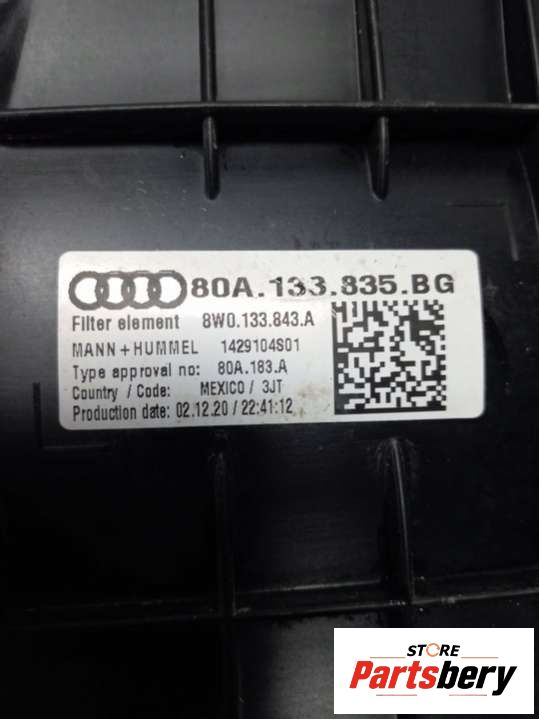 80A.133.835.BG
Filter element 8W0.133.843.A
MANN+HUMMEL 1429104S01
Type approval no: 80A.183.A
Country / Code: MEXICO / 3JT
Production date: 02.12.20 / 22:41:12
STORE
Partsbery